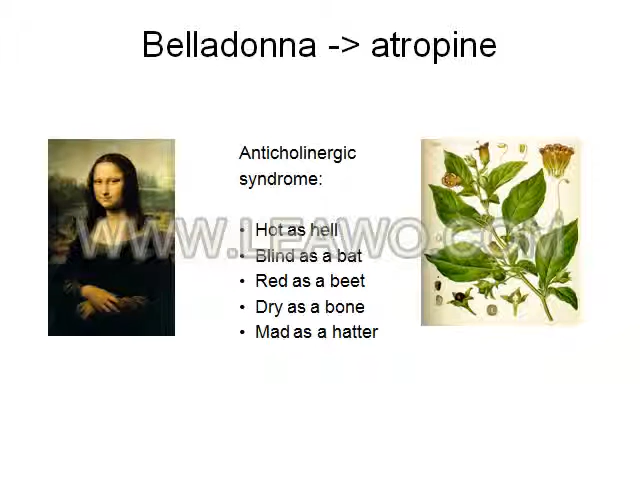 Belladonna -> atropine
Anticholinergic
syndrome:
• Hot as hell
WWW.LEAWO.COM
• Blind as a bat
• Red as a beet
• Dry as a bone
• Mad as a hatter